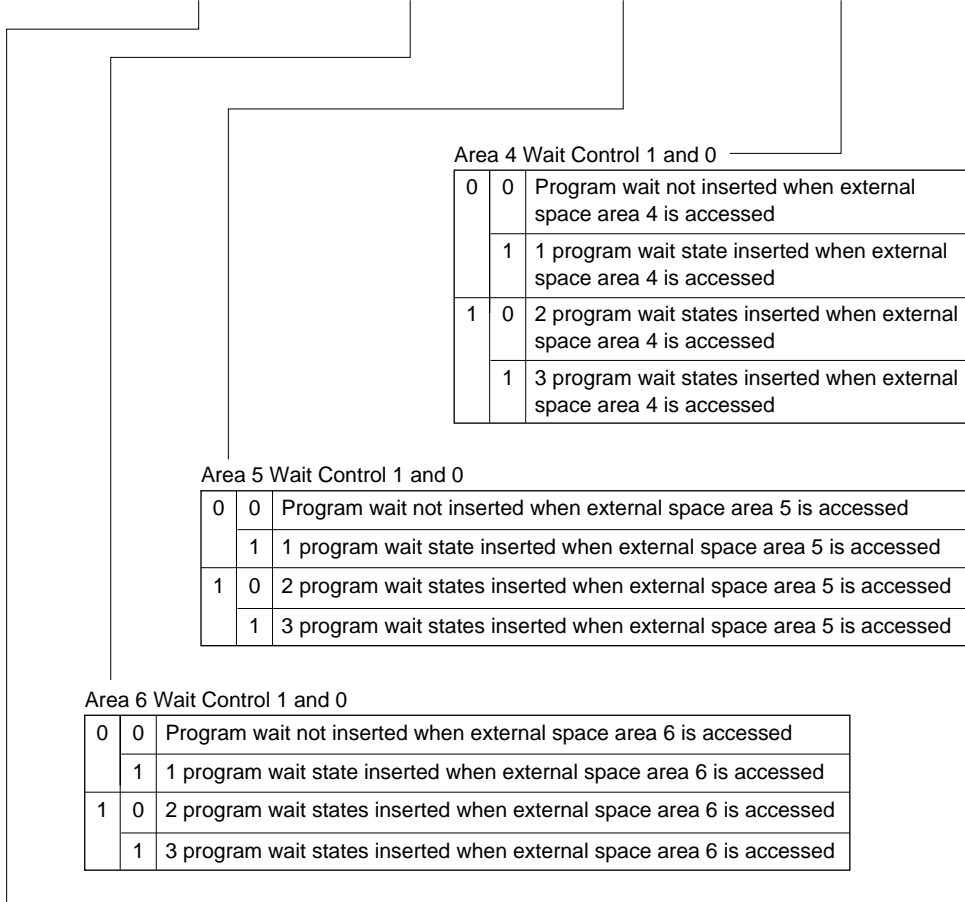 Area 4 Wait Control 1 and 0
0 0 Program wait not inserted when external
space area 4 is accessed
1 1 program wait state inserted when external
space area 4 is accessed
1 0 2 program wait states inserted when external
space area 4 is accessed
1 3 program wait states inserted when external
space area 4 is accessed
Area 5 Wait Control 1 and 0
0 0 Program wait not inserted when external space area 5 is accessed
1 1 program wait state inserted when external space area 5 is accessed
1 0 2 program wait states inserted when external space area 5 is accessed
1 3 program wait states inserted when external space area 5 is accessed
Area 6 Wait Control 1 and 0
0 0 Program wait not inserted when external space area 6 is accessed
1 1 program wait state inserted when external space area 6 is accessed
1 0 2 program wait states inserted when external space area 6 is accessed
1 3 program wait states inserted when external space area 6 is accessed